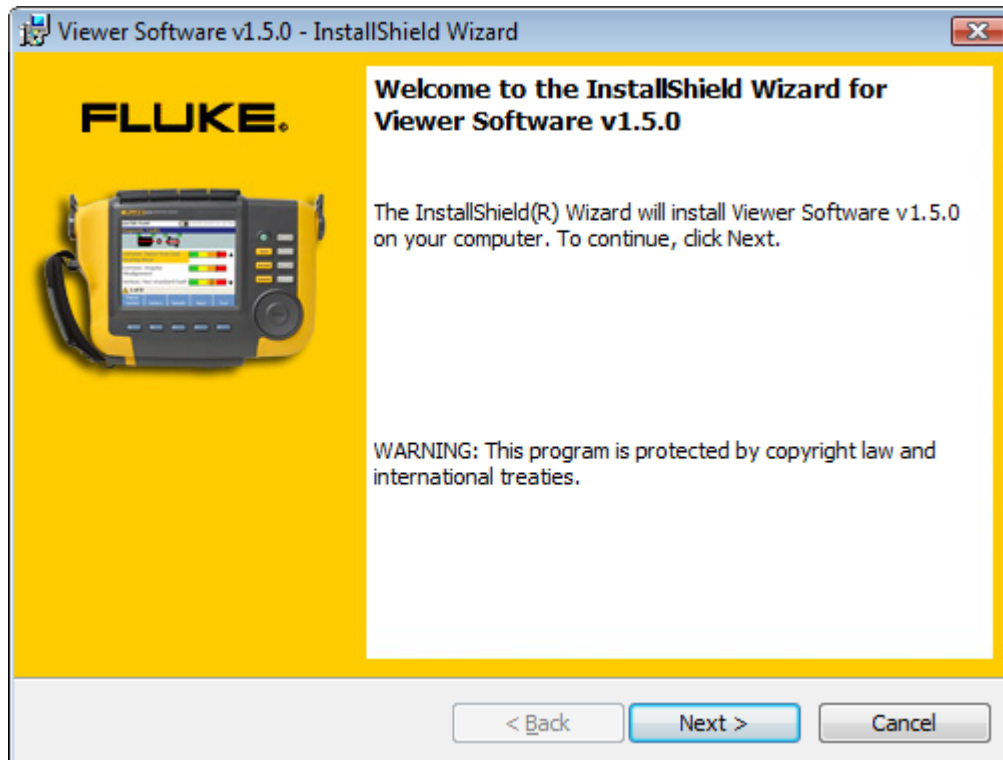 Viewer Software v1.5.0 - InstallShield Wizard
FLUKE®
Welcome to the InstallShield Wizard for
Viewer Software v1.5.0
The InstallShield(R) Wizard will install Viewer Software v1.5.0
on your computer. To continue, click Next.
WARNING: This program is protected by copyright law and
international treaties.
< Back
Next >
Cancel